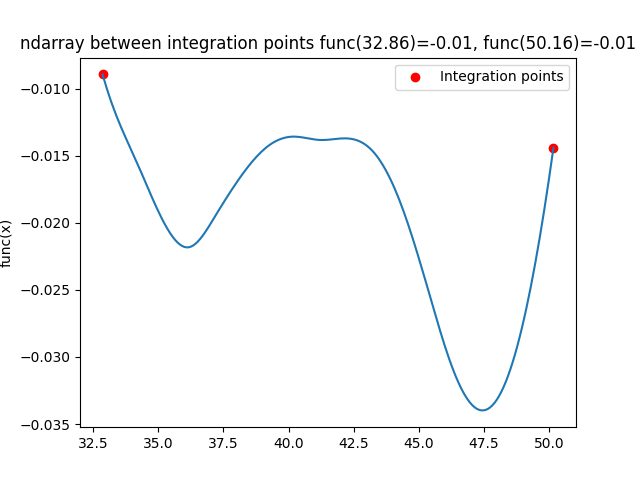 ndarray between integration points func(32.86)=-0.01, func(50.16)=-0.01
Integration points
−0.010
−0.015
−0.020
−0.025
−0.030
−0.035
func(x)
32.5 35.0 37.5 40.0 42.5 45.0 47.5 50.0